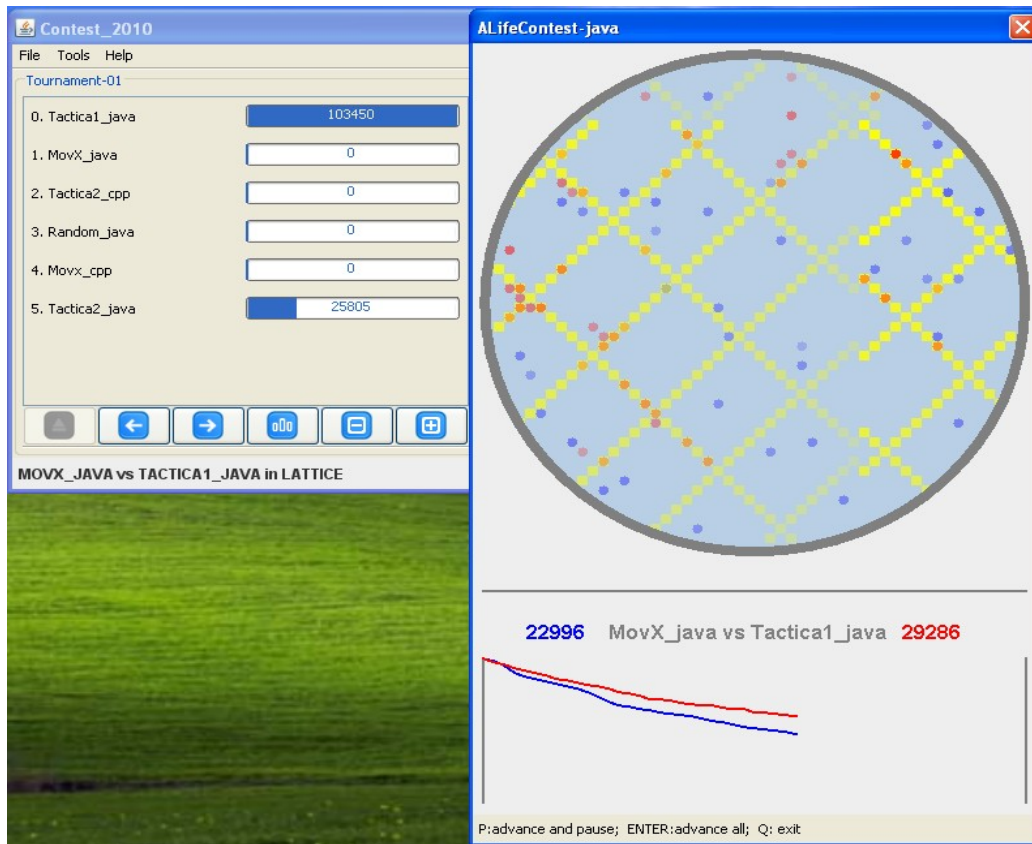 Contest_2010
File Tools Help
Tournament-01
0. Tactica1_java 103450
1. MovX_java 0
2. Tactica2_cpp 0
3. Random_java 0
4. Movx_cpp 0
5. Tactica2_java 25805
o0o
MOVX_JAVA vs TACTICA1_JAVA in LATTICE
ALifeContest-java
22996 MovX_java vs Tactica1_java 29286
P:advance and pause; ENTER:advance all; Q: exit